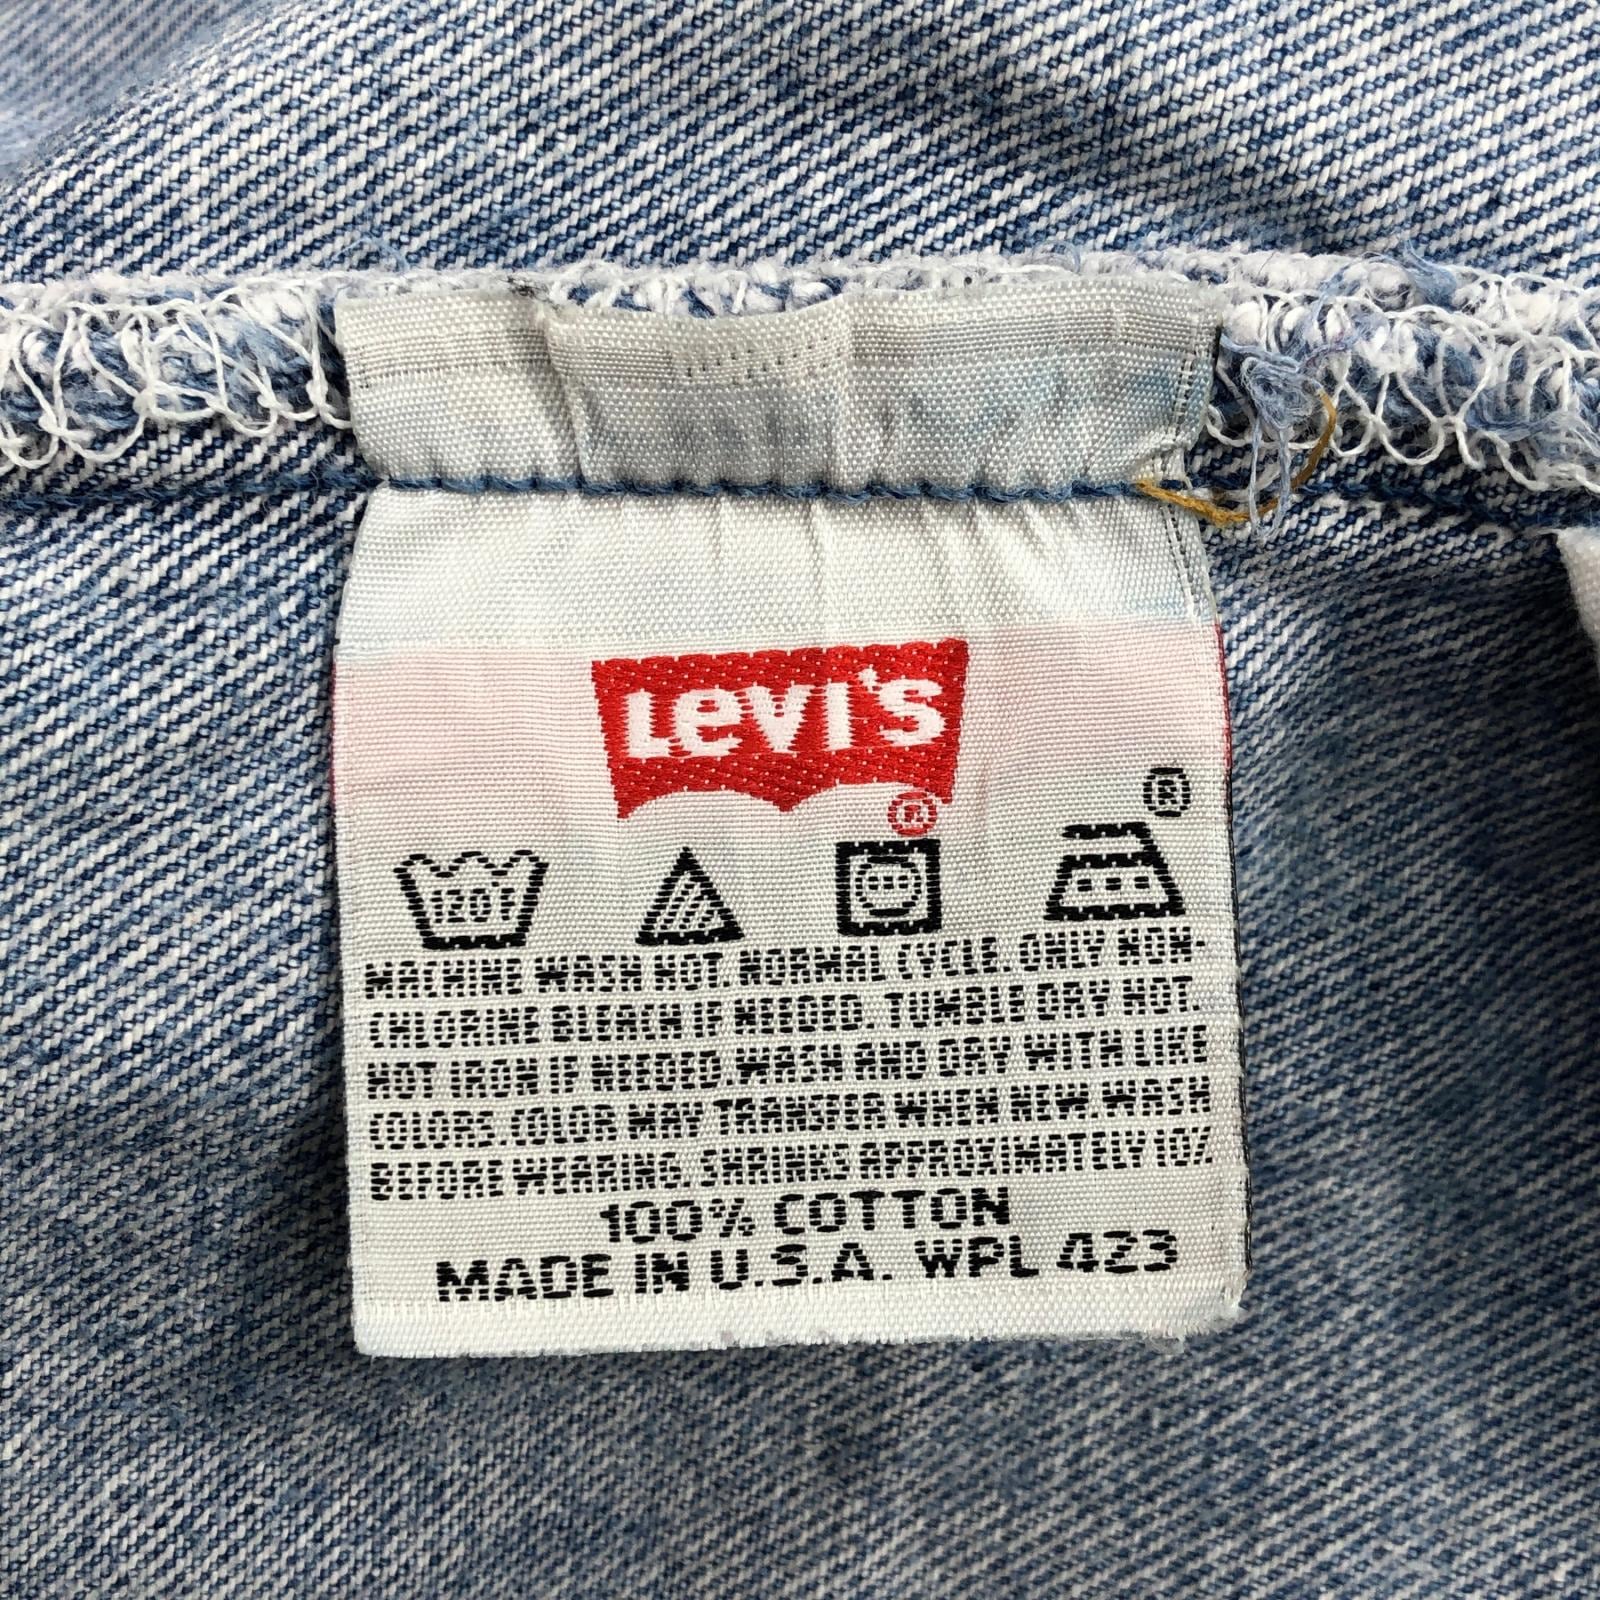 Levi's
®
®
120F
MACHINE WASH HOT. NORMAL CYCLE. ONLY NON-
CHLORINE BLEACH IF NEEDED. TUMBLE DRY HOT.
HOT IRON IF NEEDED. WASH AND DRY WITH LIKE
COLORS. COLOR MAY TRANSFER WHEN NEW. WASH
BEFORE WEARING. SHRINKS APPROXIMATELY 10%
100% COTTON
MADE IN U.S.A. WPL 423